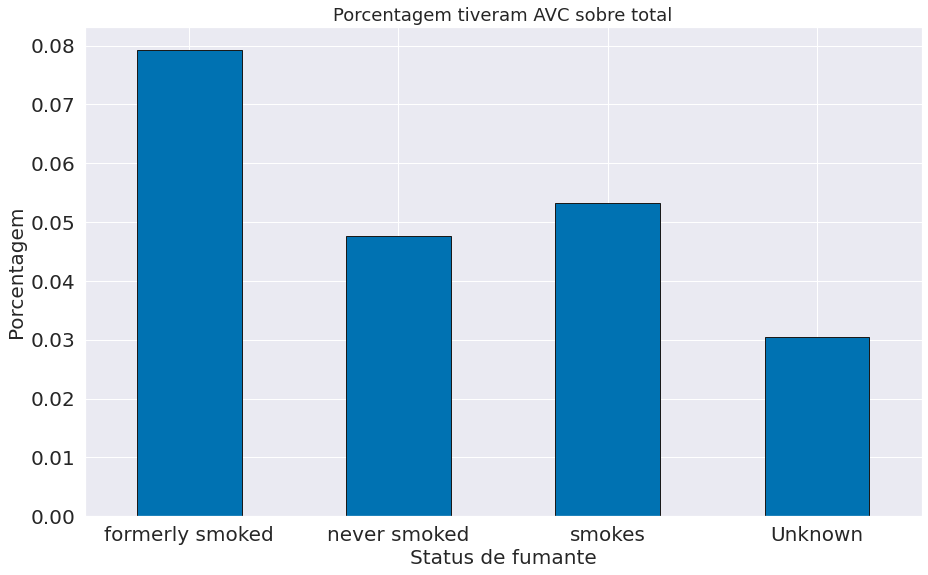 Porcentagem tiveram AVC sobre total
0.08
0.07
0.06
0.05
0.04
0.03
0.02
0.01
0.00
Porcentagem
formerly smoked never smoked smokes Unknown
Status de fumante